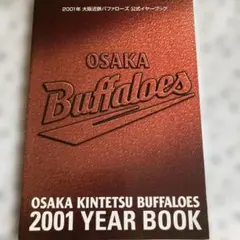 2001年 大阪近鉄バファローズ 公式イヤーブック
OSAKA
Buffaloes
OSAKA KINTETSU BUFFALOES
2001 YEAR BOOK